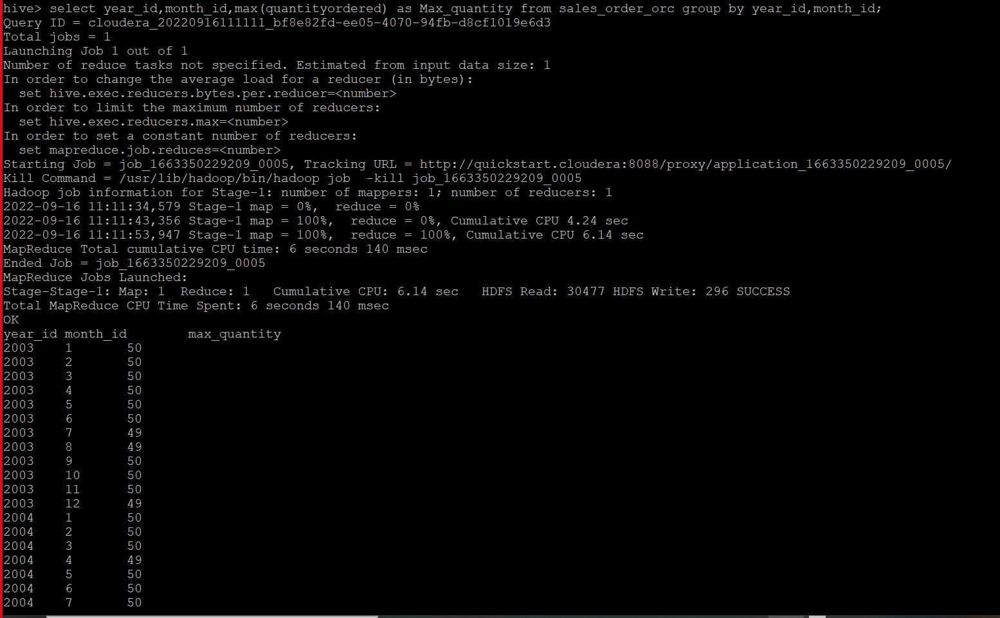 hive> select year_id,month_id,max(quantityordered) as Max_quantity from sales_order_orc group by year_id,month_id;
Query ID = cloudera_20220916111111_bf8e82fd-ee05-4070-94fb-d8cf1019e6d3
Total jobs = 1
Launching Job 1 out of 1
Number of reduce tasks not specified. Estimated from input data size: 1
In order to change the average load for a reducer (in bytes):
  set hive.exec.reducers.bytes.per.reducer=<number>
In order to limit the maximum number of reducers:
  set hive.exec.reducers.max=<number>
In order to set a constant number of reducers:
  set mapreduce.job.reduces=<number>
Starting Job = job_1663350229209_0005, Tracking URL = http://quickstart.cloudera:8088/proxy/application_1663350229209_0005/
Kill Command = /usr/lib/hadoop/bin/hadoop job  -kill job_1663350229209_0005
Hadoop job information for Stage-1: number of mappers: 1; number of reducers: 1
2022-09-16 11:11:34,579 Stage-1 map = 0%,  reduce = 0%
2022-09-16 11:11:43,356 Stage-1 map = 100%,  reduce = 0%, Cumulative CPU 4.24 sec
2022-09-16 11:11:53,947 Stage-1 map = 100%,  reduce = 100%, Cumulative CPU 6.14 sec
MapReduce Total cumulative CPU time: 6 seconds 140 msec
Ended Job = job_1663350229209_0005
MapReduce Jobs Launched:
Stage-Stage-1: Map: 1  Reduce: 1   Cumulative CPU: 6.14 sec   HDFS Read: 30477 HDFS Write: 296 SUCCESS
Total MapReduce CPU Time Spent: 6 seconds 140 msec
OK
year_id month_id        max_quantity
2003    1       50
2003    2       50
2003    3       50
2003    4       50
2003    5       50
2003    6       50
2003    7       49
2003    8       49
2003    9       50
2003    10      50
2003    11      50
2003    12      49
2004    1       50
2004    2       50
2004    3       50
2004    4       49
2004    5       50
2004    6       50
2004    7       50